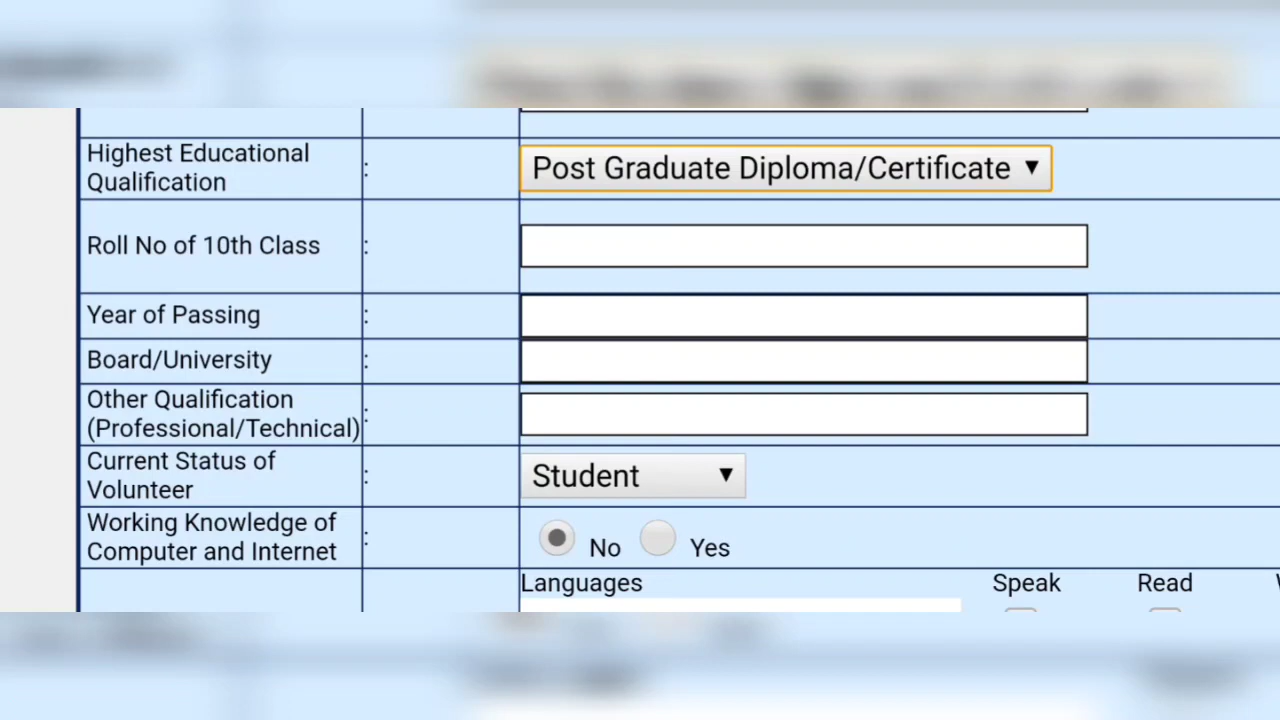 Highest Educational
Qualification
:
Post Graduate Diploma/Certificate
Roll No of 10th Class
:
Year of Passing
:
Board/University
:
Other Qualification
(Professional/Technical)
:
Current Status of
Volunteer
:
Student
Working Knowledge of
Computer and Internet
:
No
Yes
Languages
Speak
Read